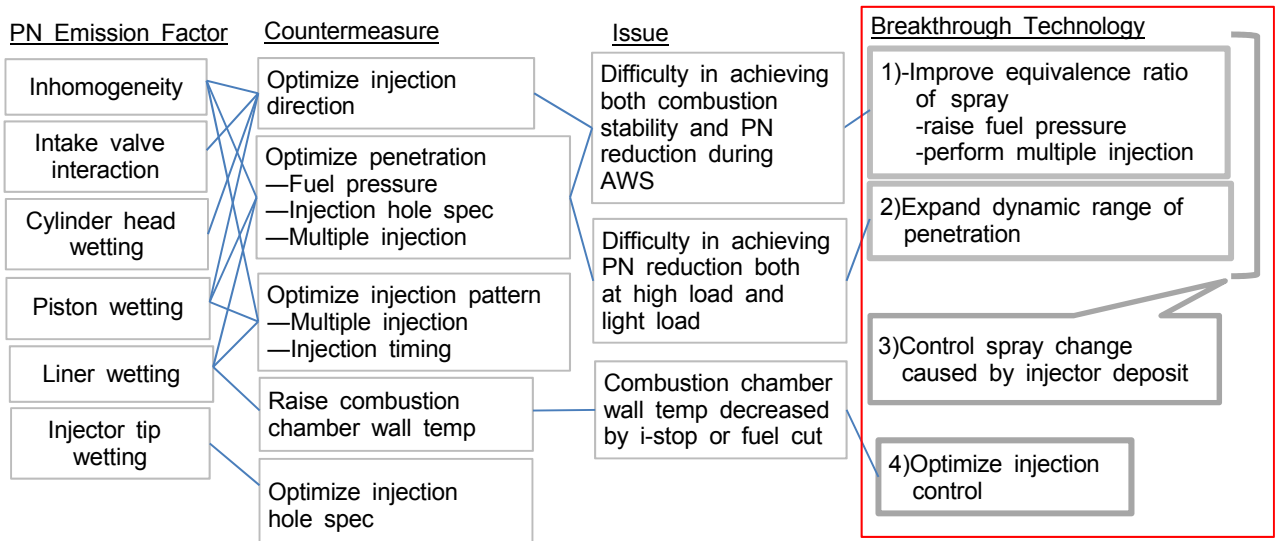 PN Emission Factor
Inhomogeneity
Intake valve
interaction
Cylinder head
wetting
Piston wetting
Liner wetting
Injector tip
wetting
Countermeasure
Optimize injection
direction
Optimize penetration
—Fuel pressure
—Injection hole spec
—Multiple injection
Optimize injection pattern
—Multiple injection
—Injection timing
Raise combustion
chamber wall temp
Optimize injection
hole spec
Issue
Difficulty in achieving
both combustion
stability and PN
reduction during
AWS
Difficulty in achieving
PN reduction both
at high load and
light load
Combustion chamber
wall temp decreased
by i-stop or fuel cut
Breakthrough Technology
1)-Improve equivalence ratio
of spray
-raise fuel pressure
-perform multiple injection
2)Expand dynamic range of
penetration
3)Control spray change
caused by injector deposit
4)Optimize injection
control